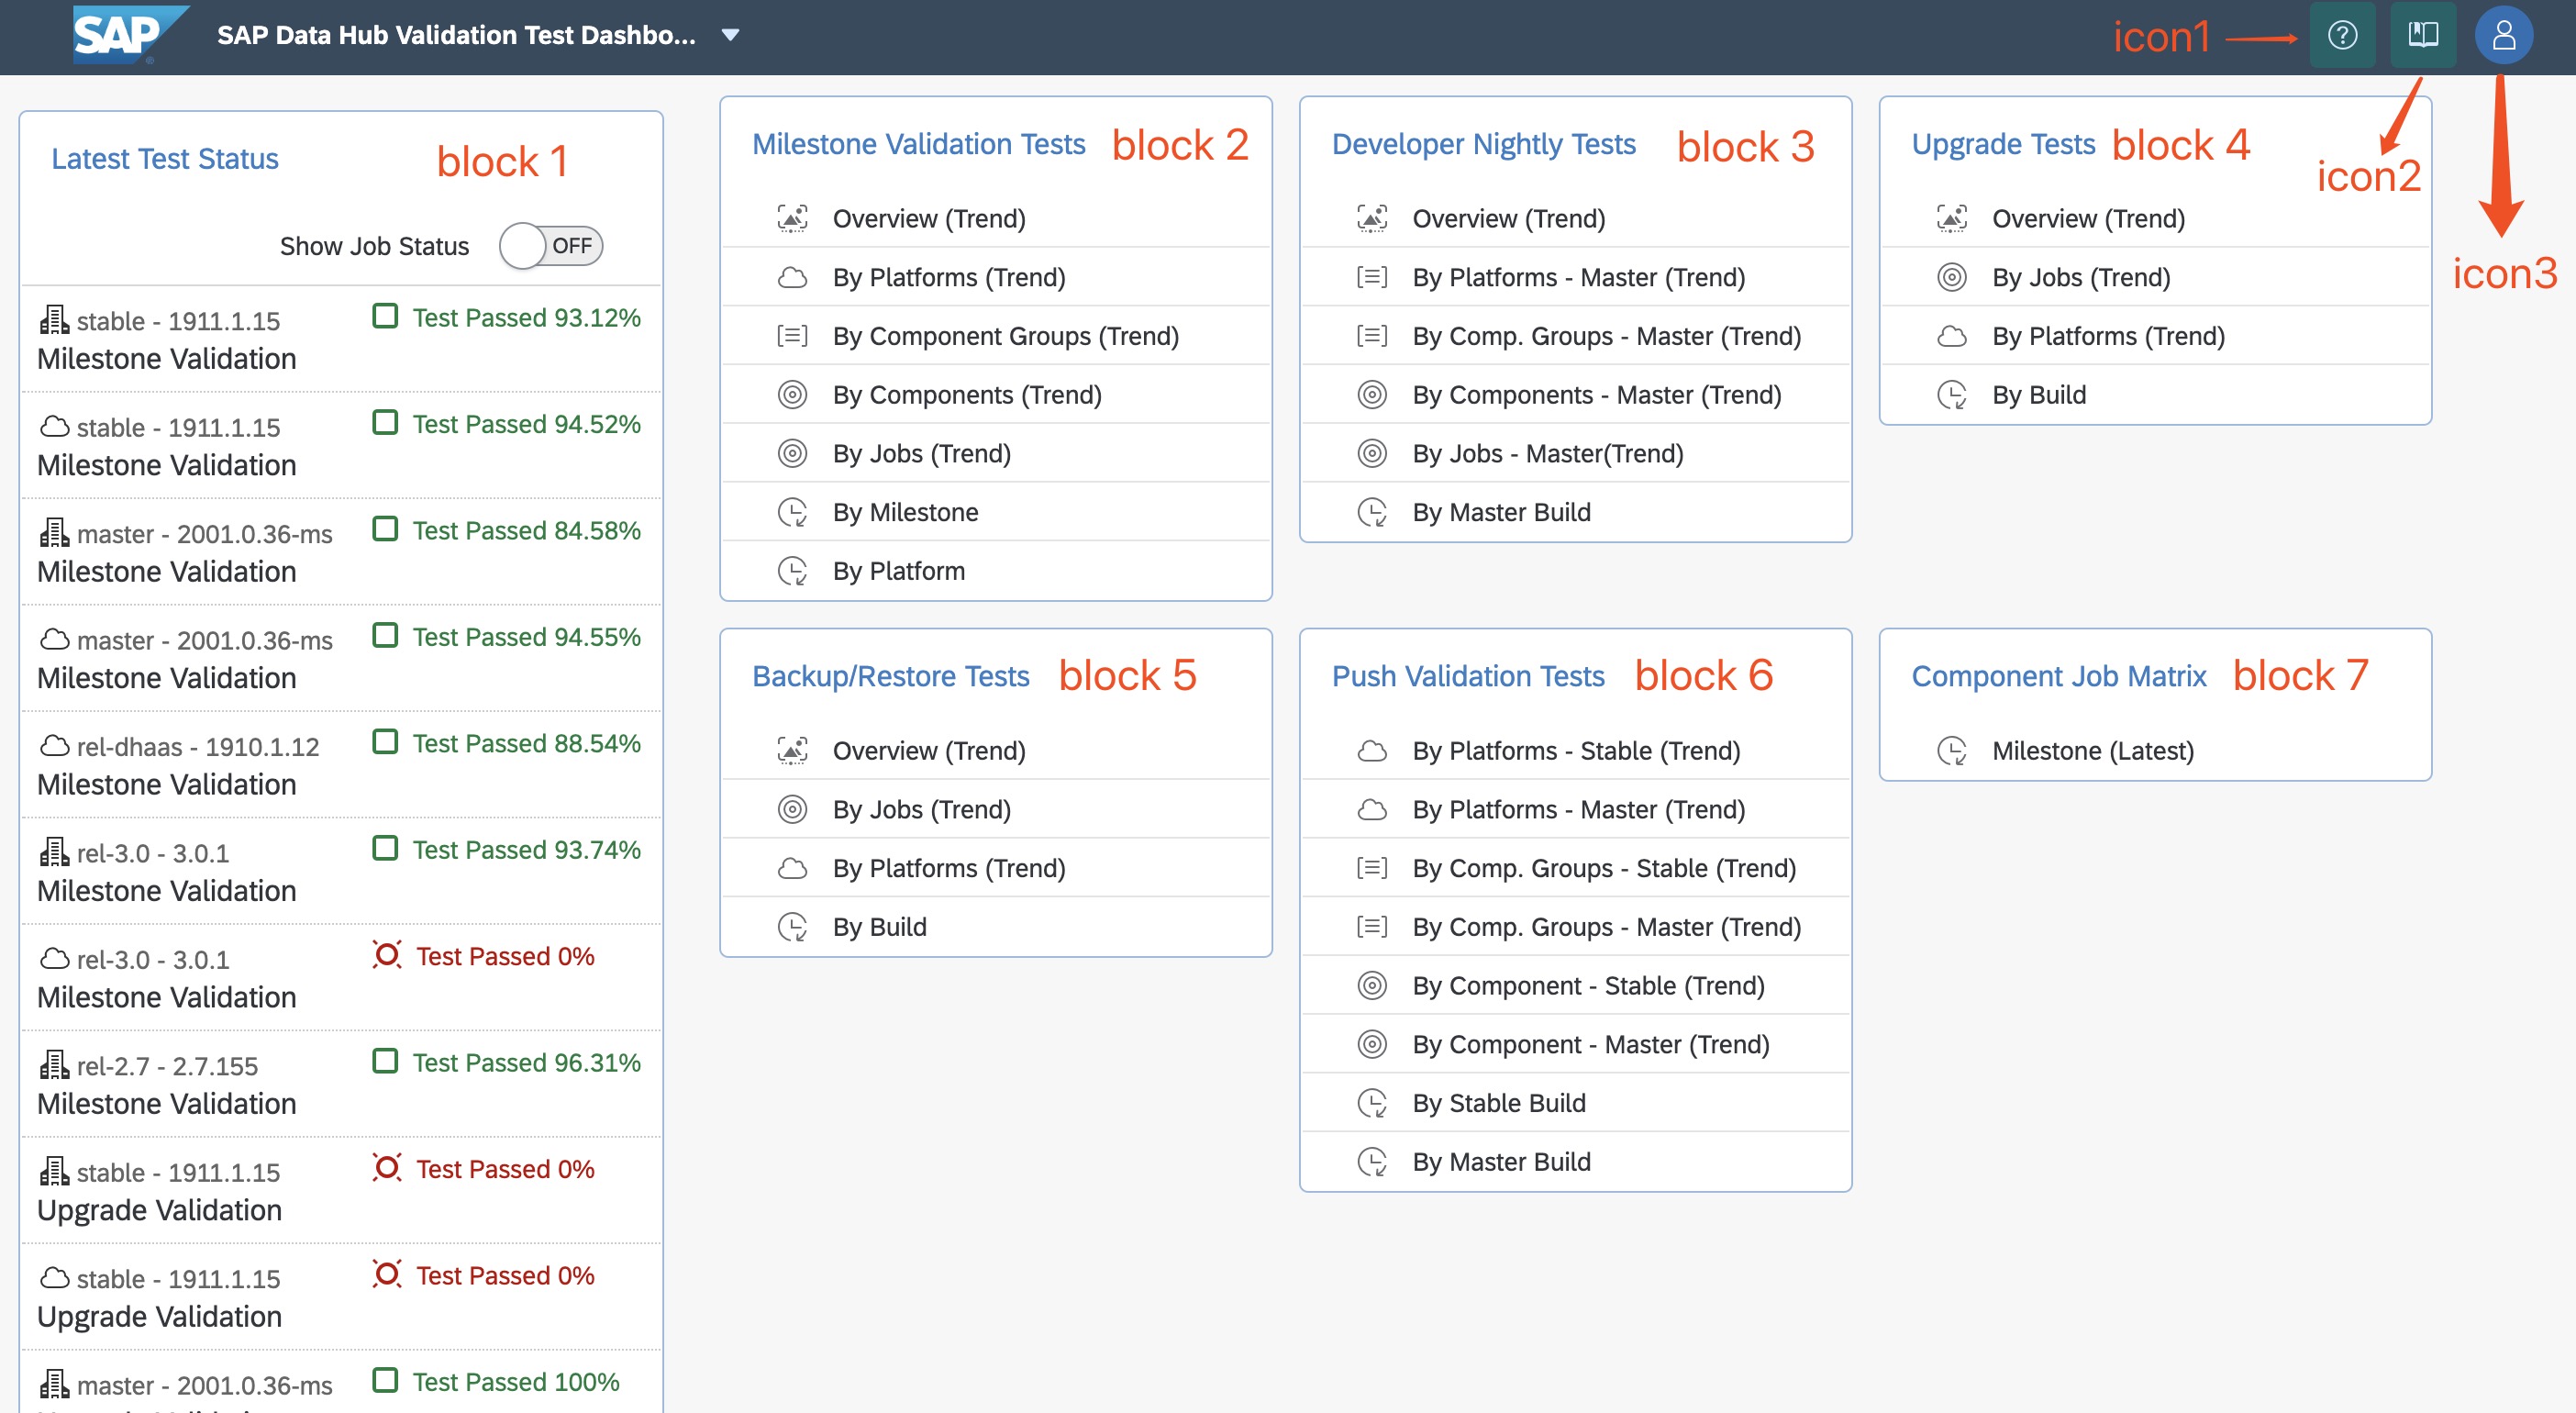 SAP
SAP Data Hub Validation Test Dashbo...
icon1
icon2
icon3
Latest Test Status
block 1
Show Job Status OFF
stable - 1911.1.15 Test Passed 93.12%
Milestone Validation
stable - 1911.1.15 Test Passed 94.52%
Milestone Validation
master - 2001.0.36-ms Test Passed 84.58%
Milestone Validation
master - 2001.0.36-ms Test Passed 94.55%
Milestone Validation
rel-dhaas - 1910.1.12 Test Passed 88.54%
Milestone Validation
rel-3.0 - 3.0.1 Test Passed 93.74%
Milestone Validation
rel-3.0 - 3.0.1 Test Passed 0%
Milestone Validation
rel-2.7 - 2.7.155 Test Passed 96.31%
Milestone Validation
stable - 1911.1.15 Test Passed 0%
Upgrade Validation
stable - 1911.1.15 Test Passed 0%
Upgrade Validation
master - 2001.0.36-ms Test Passed 100%
Milestone Validation Tests block 2
Overview (Trend)
By Platforms (Trend)
By Component Groups (Trend)
By Components (Trend)
By Jobs (Trend)
By Milestone
By Platform
Developer Nightly Tests block 3
Overview (Trend)
By Platforms - Master (Trend)
By Comp. Groups - Master (Trend)
By Components - Master (Trend)
By Jobs - Master(Trend)
By Master Build
Upgrade Tests block 4
Overview (Trend)
By Jobs (Trend)
By Platforms (Trend)
By Build
Backup/Restore Tests block 5
Overview (Trend)
By Jobs (Trend)
By Platforms (Trend)
By Build
Push Validation Tests block 6
By Platforms - Stable (Trend)
By Platforms - Master (Trend)
By Comp. Groups - Stable (Trend)
By Comp. Groups - Master (Trend)
By Component - Stable (Trend)
By Component - Master (Trend)
By Stable Build
By Master Build
Component Job Matrix block 7
Milestone (Latest)